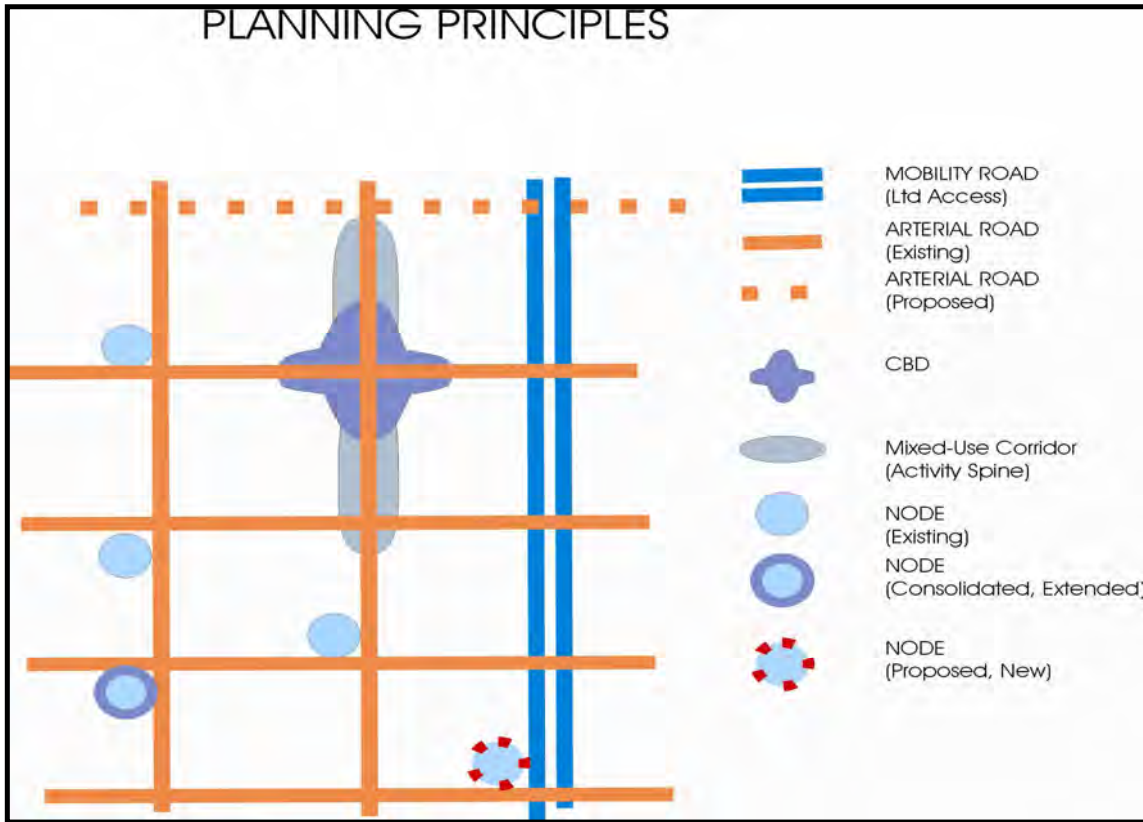 PLANNING PRINCIPLES
MOBILITY ROAD
(Ltd Access)
ARTERIAL ROAD
(Existing)
ARTERIAL ROAD
(Proposed)
CBD
Mixed-Use Corridor
(Activity Spine)
NODE
(Existing)
NODE
(Consolidated, Extended)
NODE
(Proposed, New)